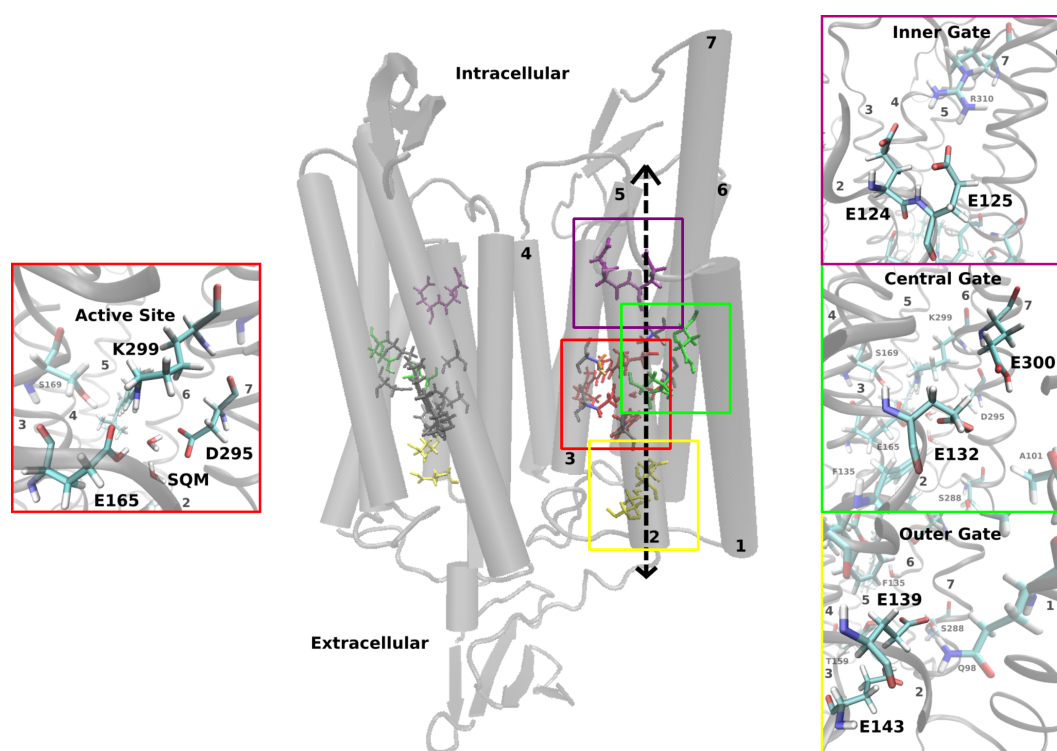 Intracellular
7
5
6
4
3
2
1
Extracellular
Active Site
K299
S169
5
4
6
7
3
D295
SQM
E165
2
Inner Gate
7
4
R310
3
5
2
E124
E125
Central Gate
5
6
7
4
K299
S169
E300
3
D295
E165
E132
F135
A101
2
S288
Outer Gate
6
F135
7
5
E139
1
4
S288
T159
Q98
3
2
E143